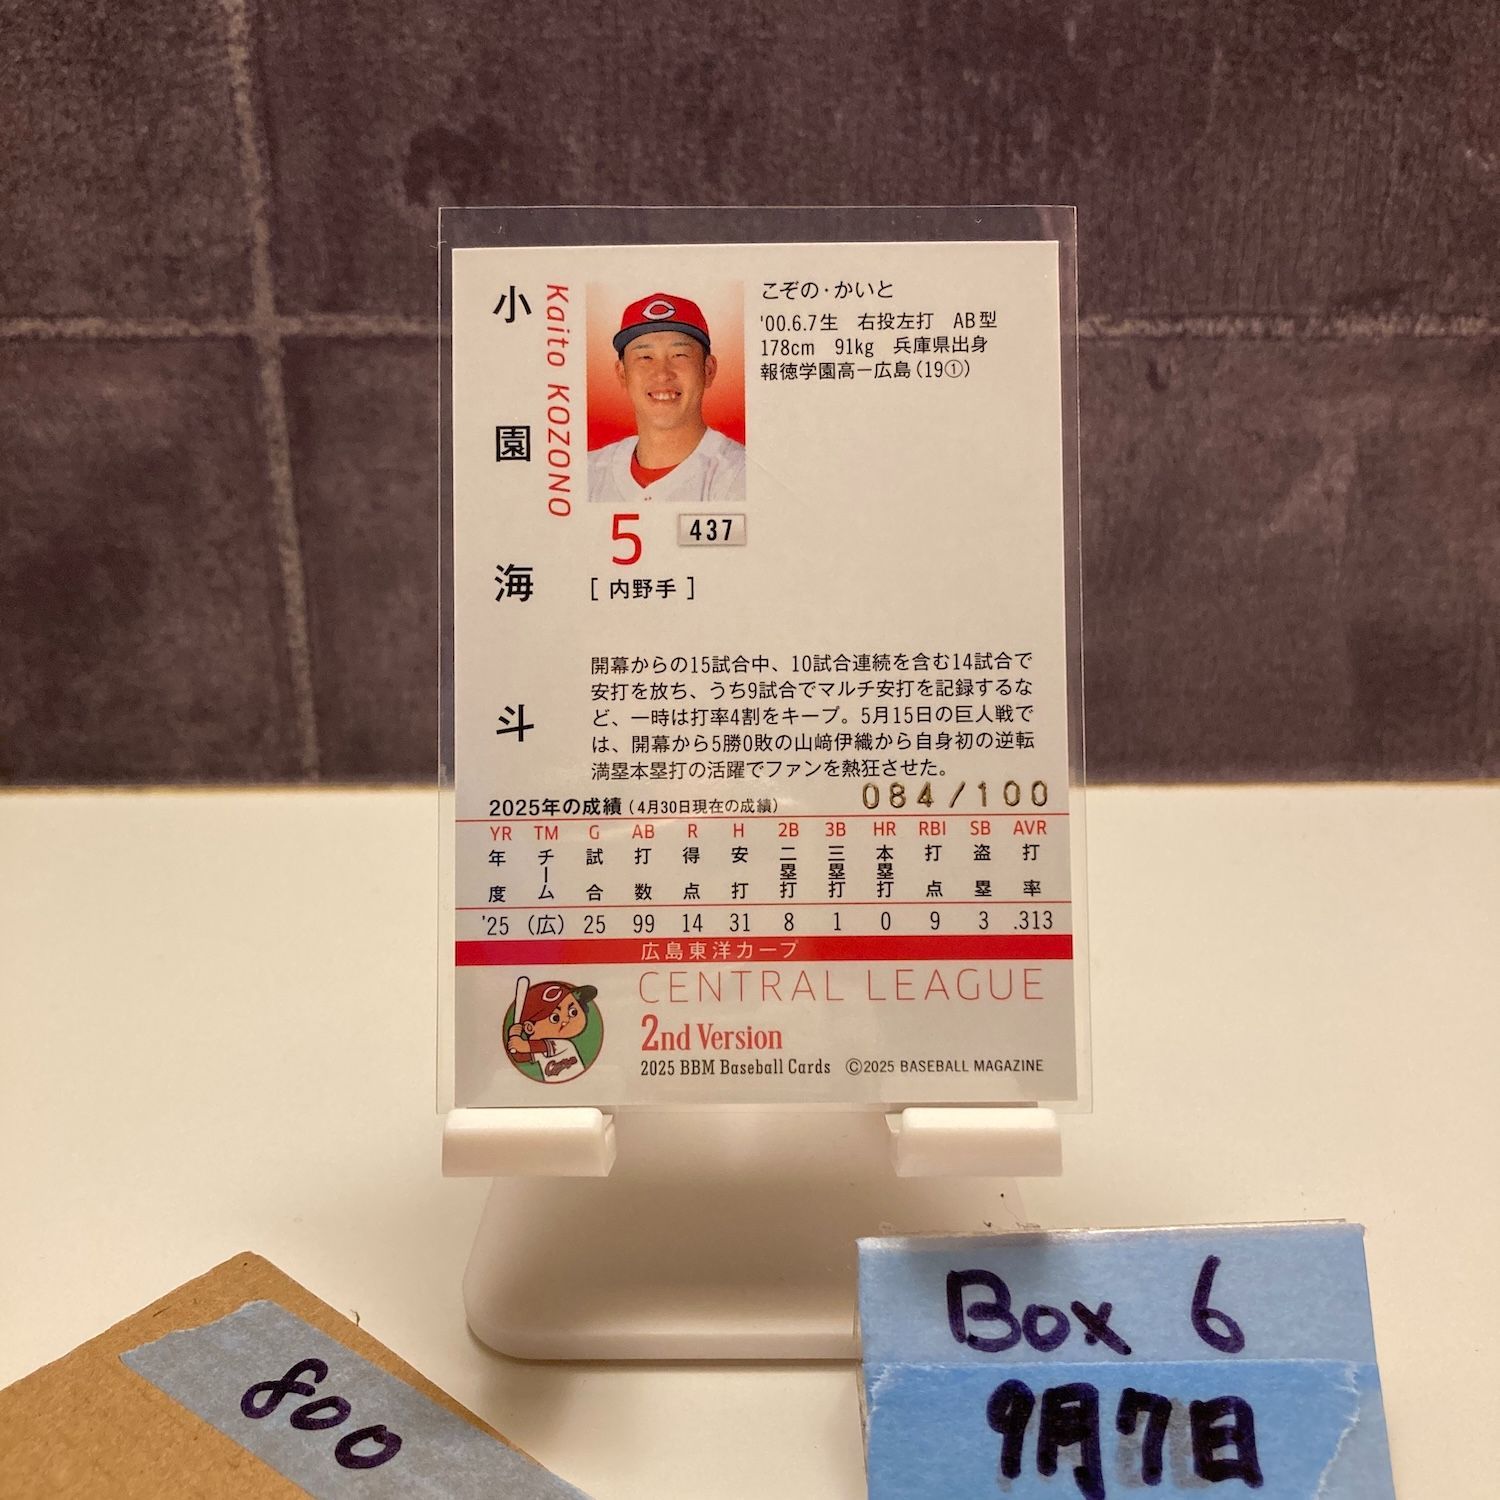 小園海斗
Kaito KOZONO
こぞの・かいと
'00.6.7生 右投左打 AB型
178cm 91kg 兵庫県出身
報徳学園高ー広島(19①)
5
437
[内野手]
開幕からの15試合中、10試合連続を含む14試合で
安打を放ち、うち9試合でマルチ安打を記録するな
ど、一時は打率4割をキープ。5月15日の巨人戦で
は、開幕から5勝0敗の山﨑伊織から自身初の逆転
満塁本塁打の活躍でファンを熱狂させた。
084/100
2025年の成績(4月30日現在の成績)
YR TM G AB R H 2B 3B HR RBI SB AVR
年度 チーム 試合 打数 得点 安打 二塁打 三塁打 本塁打 打点 盗塁 打率
'25 (広) 25 99 14 31 8 1 0 9 3 .313
広島東洋カープ
CENTRAL LEAGUE
2nd Version
2025 BBM Baseball Cards ©2025 BASEBALL MAGAZINE
C
Carp
800
Box 6
9月7日